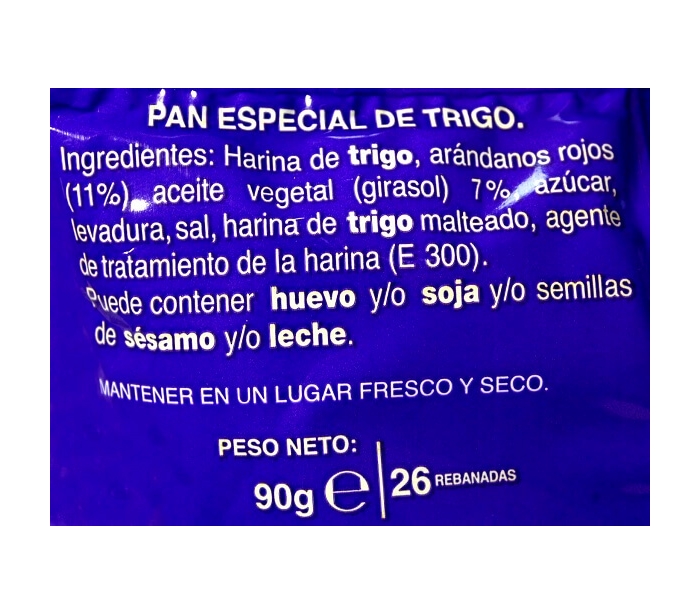 PAN ESPECIAL DE TRIGO.
Ingredientes: Harina de trigo, arándanos rojos
(11%), aceite vegetal (girasol) 7%, azúcar,
levadura, sal, harina de trigo malteado, agente
de tratamiento de la harina (E 300).
Puede contener huevo y/o soja y/o semillas
de sésamo y/o leche.
MANTENER EN UN LUGAR FRESCO Y SECO.
PESO NETO:
90g e 26 REBANADAS